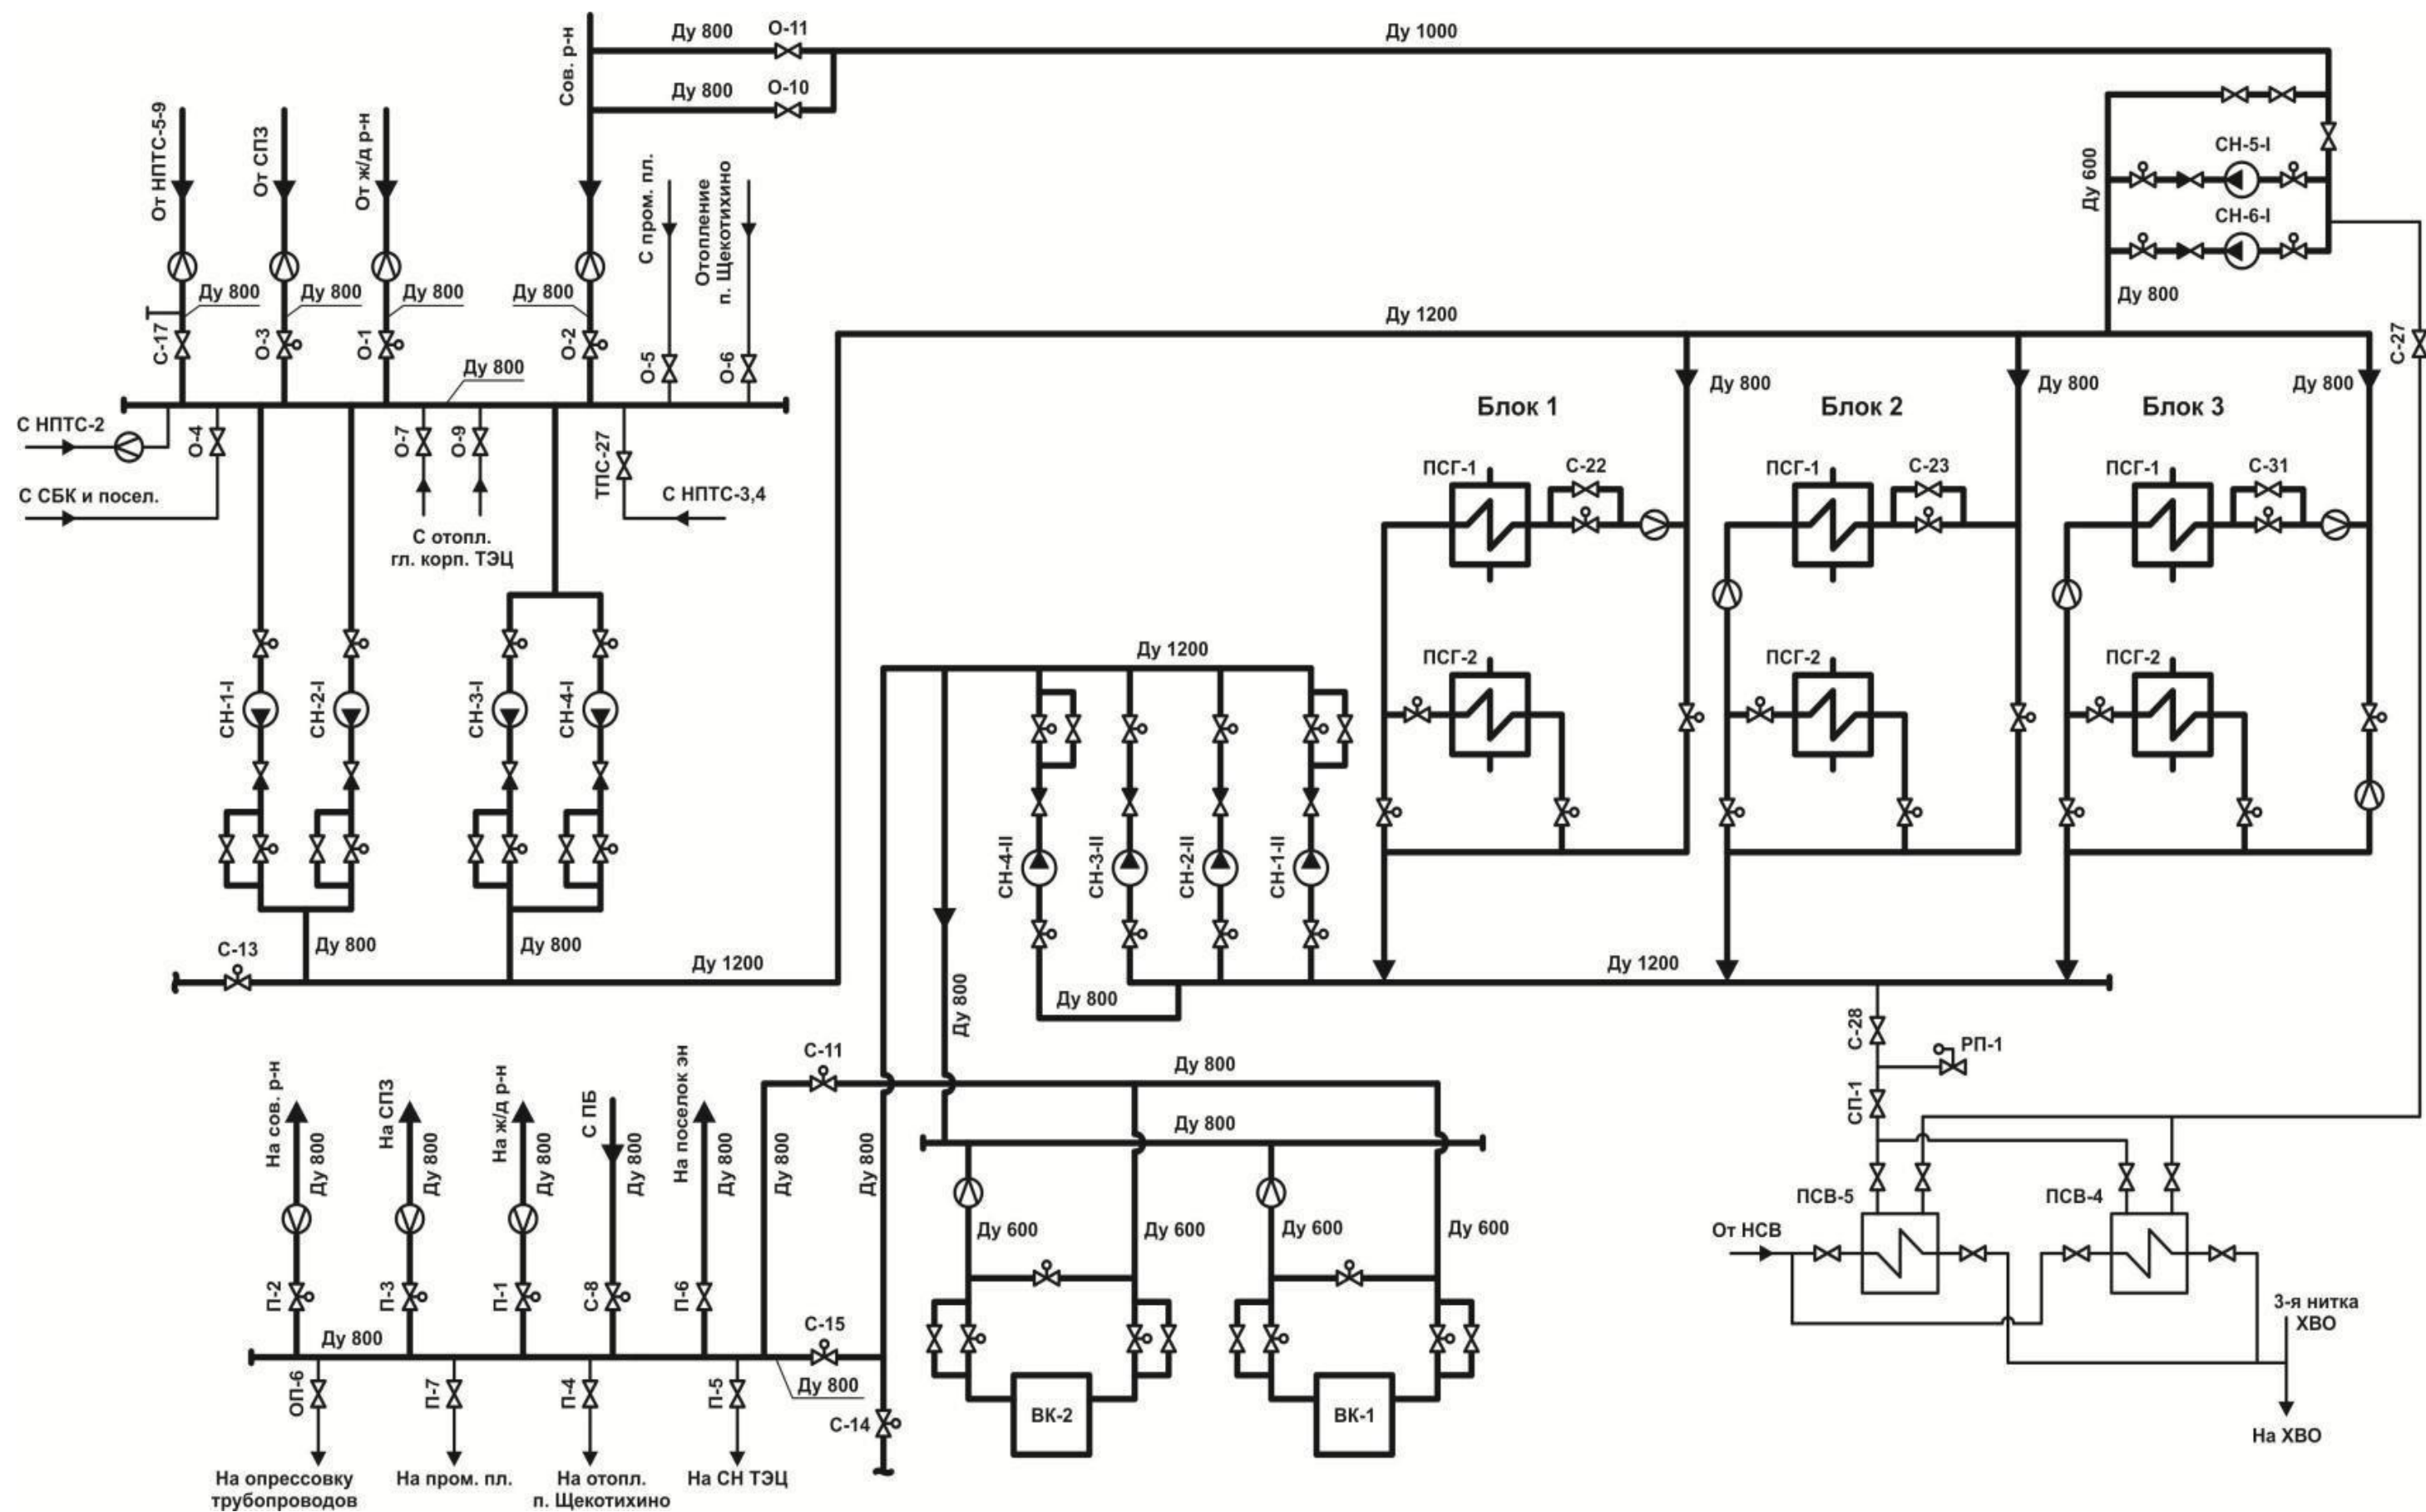 Ду 800
О-11
Ду 1000
Сов. р-н
Ду 800
О-10
От НПТС-5-9
От СПЗ
От ж/д р-н
С пром. пл.
Отопление
п. Щекотихино
Ду 600
СН-5-I
СН-6-I
Ду 800
Ду 800
Ду 800
Ду 800
Ду 800
С-17
О-3
О-1
О-2
О-5
О-6
Ду 1200
С-27
Ду 800
Ду 800
Ду 800
Ду 800
Блок 1
Блок 2
Блок 3
С НПТС-2
О-4
О-7
О-9
ТПС-27
С СБК и посел.
С НПТС-3,4
С отопл.
гл. корп. ТЭЦ
ПСГ-1
С-22
ПСГ-1
С-23
ПСГ-1
С-31
СН-1-I
СН-2-I
СН-3-I
СН-4-I
Ду 1200
ПСГ-2
ПСГ-2
ПСГ-2
СН-4-II
СН-3-II
СН-2-II
СН-1-II
С-13
Ду 800
Ду 800
Ду 1200
Ду 800
Ду 800
Ду 1200
С-28
РП-1
СП-1
На сов. р-н
Ду 800
На СПЗ
Ду 800
На ж/д р-н
Ду 800
С ПБ
Ду 800
На поселок эн
Ду 800
Ду 800
С-11
Ду 800
Ду 800
Ду 800
Ду 600
Ду 600
Ду 600
Ду 600
ПСВ-5
ПСВ-4
От НСВ
3-я нитка
ХВО
На ХВО
П-2
П-3
П-1
С-8
П-6
Ду 800
С-15
Ду 800
ОП-6
П-7
П-4
П-5
С-14
ВК-2
ВК-1
На опрессовку
трубопроводов
На пром. пл.
На отопл.
п. Щекотихино
На СН ТЭЦ